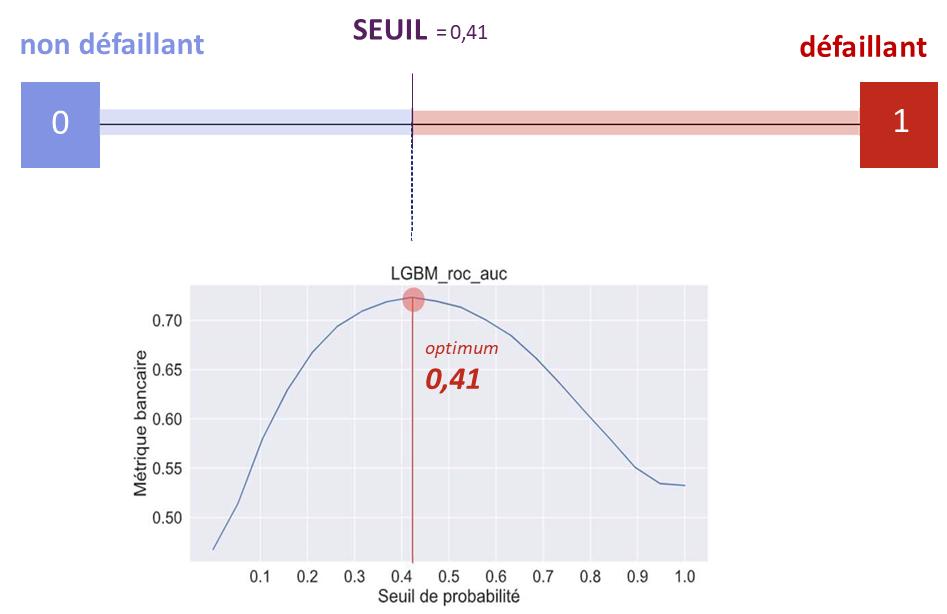 SEUIL = 0,41
non défaillant
défaillant
0
1
LGBM_roc_auc
0.70
0.65
0.60
0.55
0.50
Métrique bancaire
optimum
0,41
0.1 0.2 0.3 0.4 0.5 0.6 0.7 0.8 0.9 1.0
Seuil de probabilité